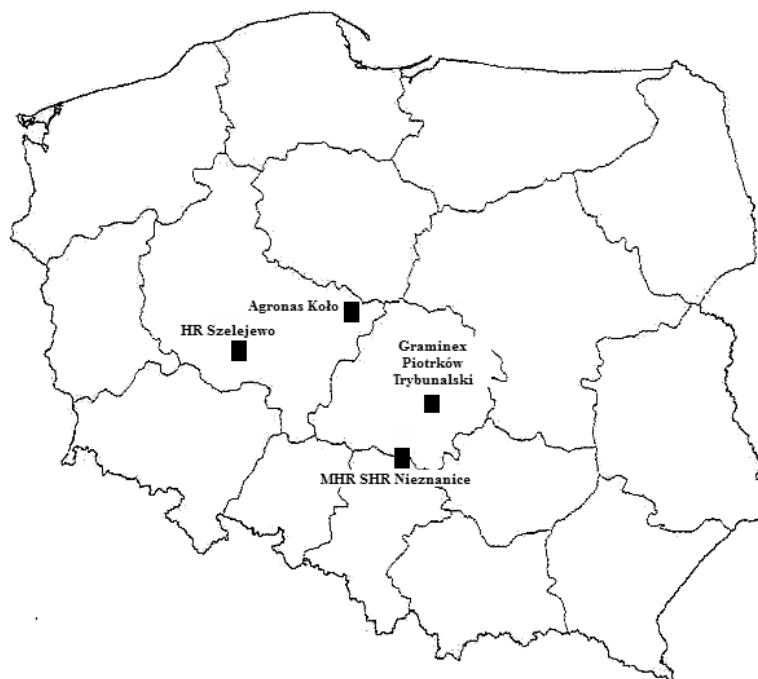 Agronas Koło
HR Szelejewo
Graminex
Piotrków
Trybunalski
MHR SHR Nieznanice